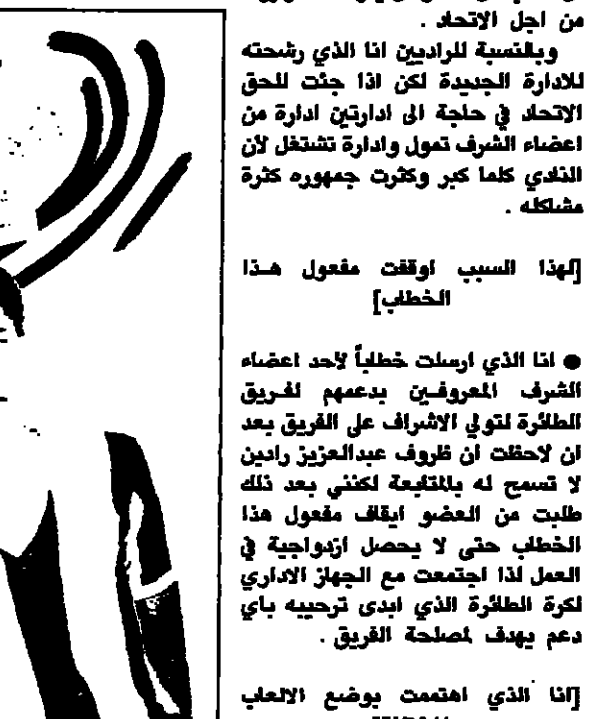 من اجل الاتحاد .
وبالنسبة للراديين انا الذي رشحته
للادارة الجديدة لكن اذا جئت للحق
الاتحاد في حاجة الى ادارتين ادارة من
اعضاء الشرف تمول وادارة تشتغل لأن
النادي كلما كبر وكثرت جمهوره كثرة
مشاكله .
[لهذا السبب اوقفت مفعول هذا
الخطاب]
● انا الذي ارسلت خطاباً لأحد اعضاء
الشرف المعروفين بدعمهم لفريق
الطائرة لتولي الاشراف على الفريق بعد
ان لاحظت ان ظروف عبدالعزيز رادين
لا تسمح له بالمتابعة لكنني بعد ذلك
طلبت من العضو ايقاف مفعول هذا
الخطاب حتى لا يحصل ازدواجية في
العمل لذا اجتمعت مع الجهاز الاداري
لكرة الطائرة الذي ابدى ترحيبه باي
دعم يهدف لمصلحة الفريق .
[انا الذي اهتممت بوضع الالعاب